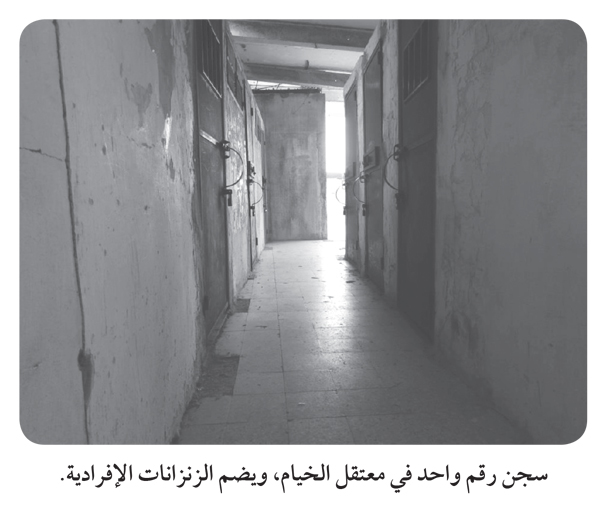 سجن رقم واحد في معتقل الخيام، ويضم الزنزانات الإفرادية.